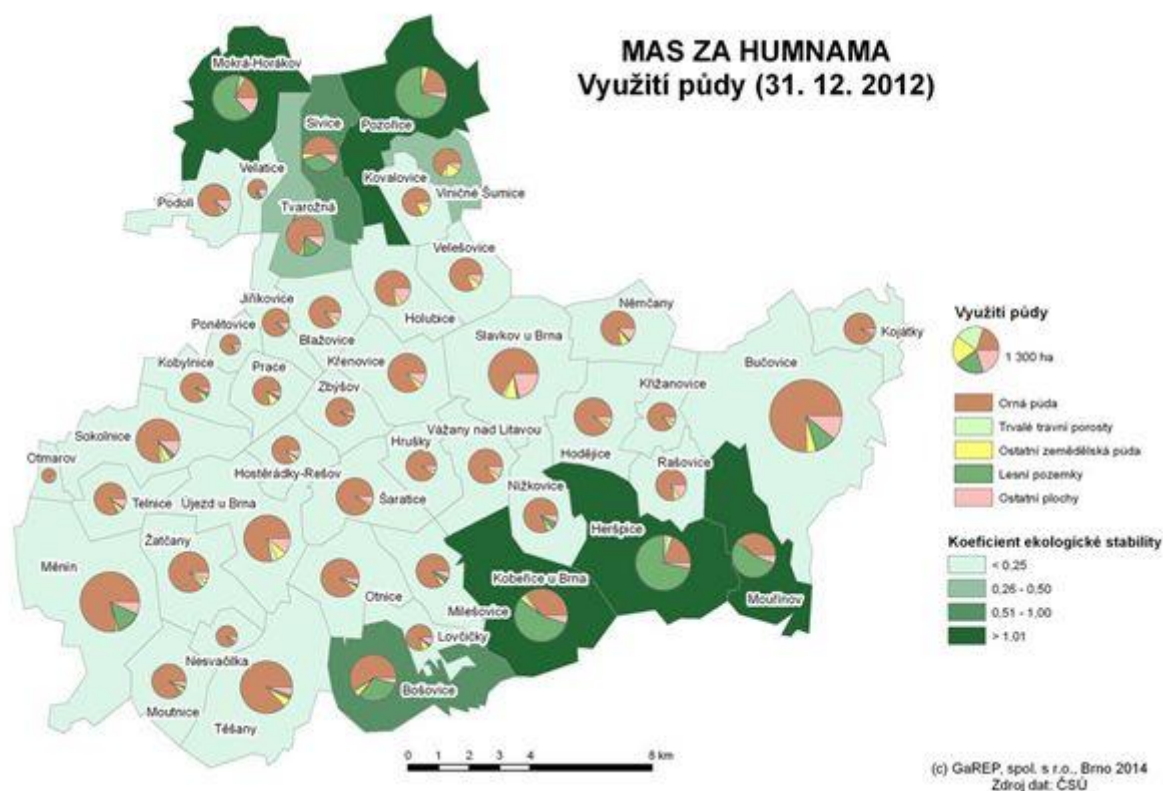 MAS ZA HUMNAMA
Využití půdy (31. 12. 2012)
Mokrá-Horákov
Sivice
Pozořice
Velatice
Kovalovice
Viničné Šumice
Podolí
Tvarožná
Velešovice
Jiříkovice
Holubice
Němčany
Kojátky
Ponětovice
Blažovice
Slavkov u Brna
Bučovice
Kobylnice
Prace
Křenovice
Zbýšov
Křižanovice
Sokolnice
Hrušky
Vážany nad Litavou
Hodějice
Otmarov
Hostěrádky-Rešov
Rašovice
Telnice
Újezd u Brna
Šaratice
Nížkovice
Žatčany
Heršpice
Měnín
Kobeřice u Brna
Otnice
Milešovice
Mouřínov
Lovčičky
Nesvačilka
Bošovice
Moutnice
Těšany
Využití půdy
1 300 ha
Orná půda
Trvalé travní porosty
Ostatní zemědělská půda
Lesní pozemky
Ostatní plochy
Koeficient ekologické stability
< 0,25
0,26 - 0,50
0,51 - 1,00
> 1,01
0 1 2 3 4 8 km
(c) GaREP, spol. s r.o., Brno 2014
Zdroj dat: ČSÚ